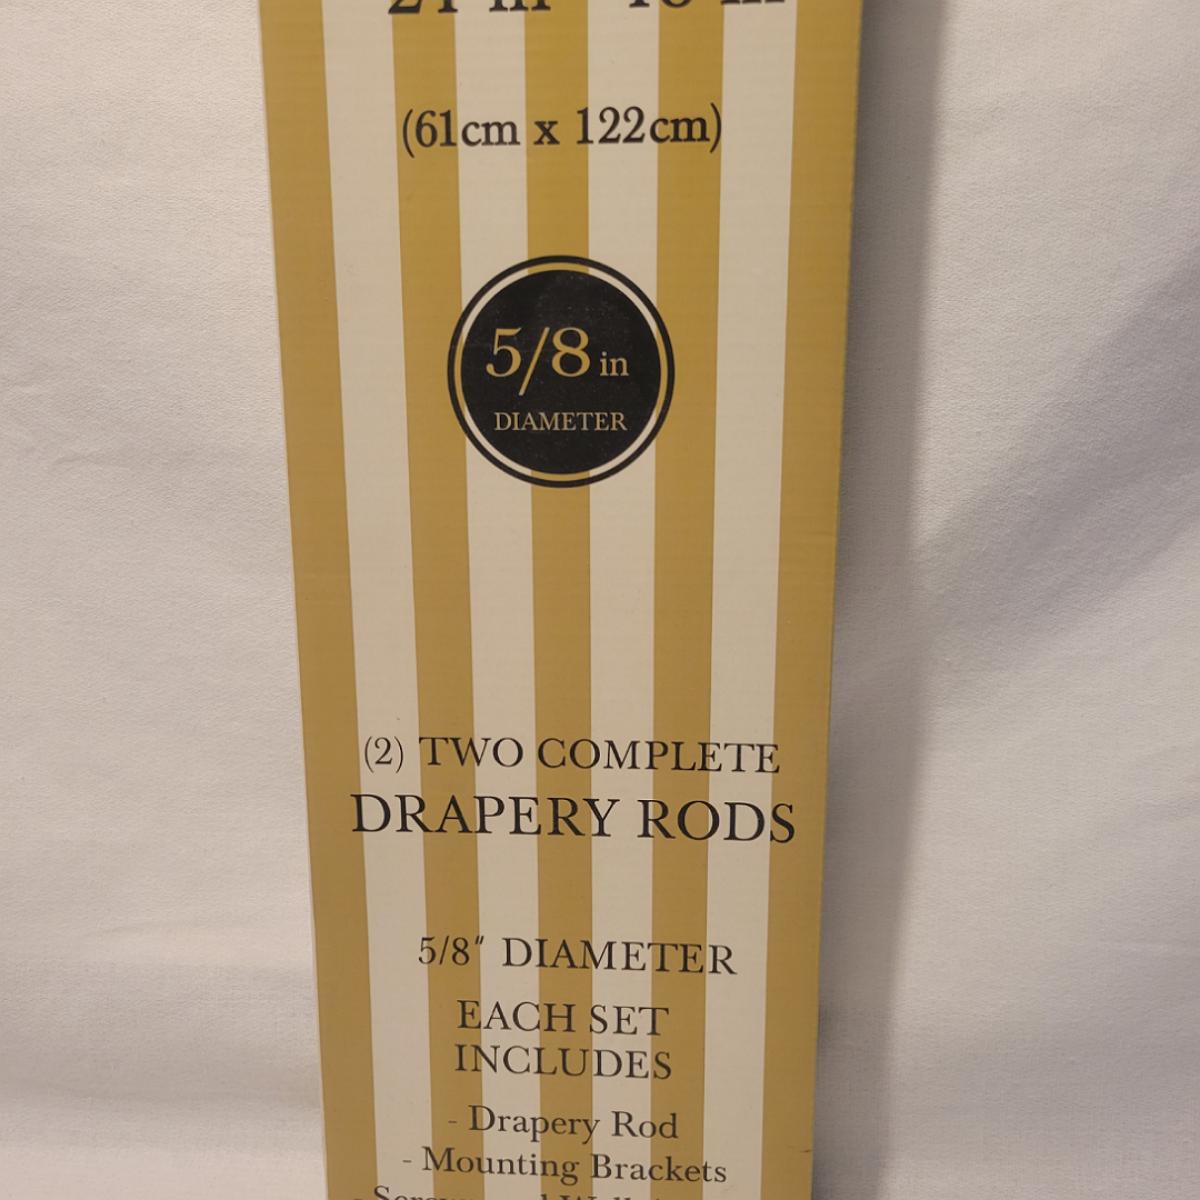 (61cm x 122cm)
5/8 in
DIAMETER
(2) TWO COMPLETE
DRAPERY RODS
5/8" DIAMETER
EACH SET
INCLUDES
- Drapery Rod
- Mounting Brackets